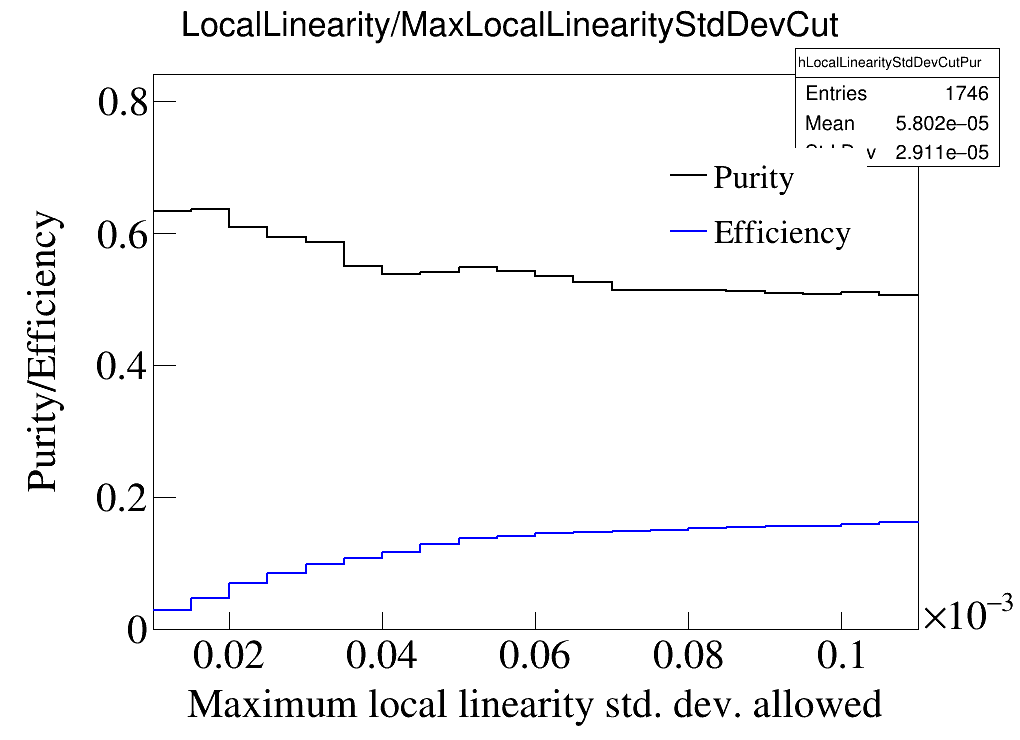 LocalLinearity/MaxLocalLinearityStdDevCut
hLocalLinearityStdDevCutPur
Entries 1746
Mean 5.802e−05
2.911e−05
Purity
Efficiency
Purity/Efficiency
0.8
0.6
0.4
0.2
0
0.02 0.04 0.06 0.08 0.1
×10−3
Maximum local linearity std. dev. allowed